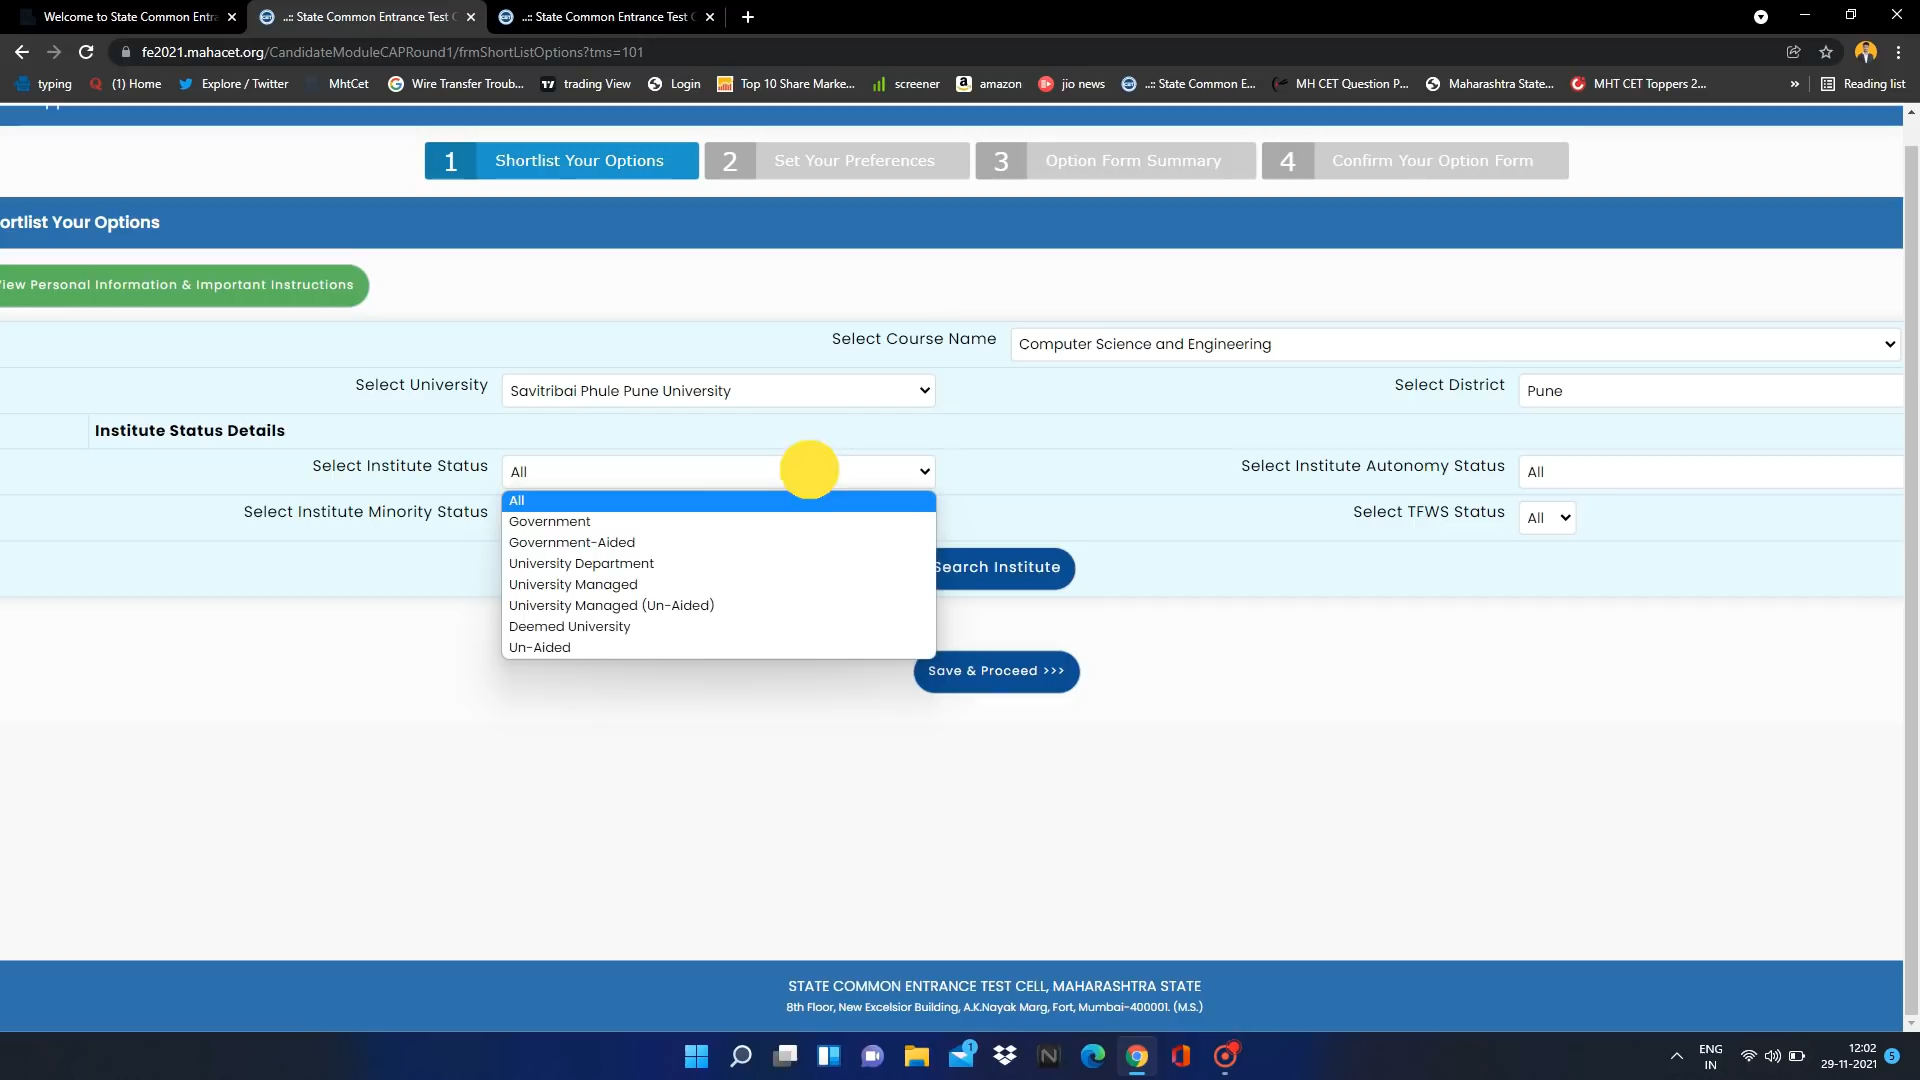 Welcome to State Common Entra
..:: State Common Entrance Test C
..:: State Common Entrance Test C
fe2021.mahacet.org/CandidateModuleCAPRound1/frmShortListOptions?tms=101
typing
(1) Home
Explore / Twitter
MhtCet
Wire Transfer Troub...
trading View
Login
Top 10 Share Marke...
screener
amazon
jio news
..:: State Common E...
MH CET Question P...
Maharashtra State...
MHT CET Toppers 2...
»
Reading list
1 Shortlist Your Options
2 Set Your Preferences
3 Option Form Summary
4 Confirm Your Option Form
ortlist Your Options
iew Personal Information & Important Instructions
Select Course Name Computer Science and Engineering
Select University Savitribai Phule Pune University Select District Pune
Institute Status Details
Select Institute Status All Select Institute Autonomy Status All
Select Institute Minority Status Select TFWS Status All
All
Government
Government-Aided
University Department
University Managed
University Managed (Un-Aided)
Deemed University
Un-Aided
Search Institute
Save & Proceed >>>
STATE COMMON ENTRANCE TEST CELL, MAHARASHTRA STATE
8th Floor, New Excelsior Building, A.K.Nayak Marg, Fort, Mumbai-400001. (M.S.)
1
ENG
IN
12:02
29-11-2021
5